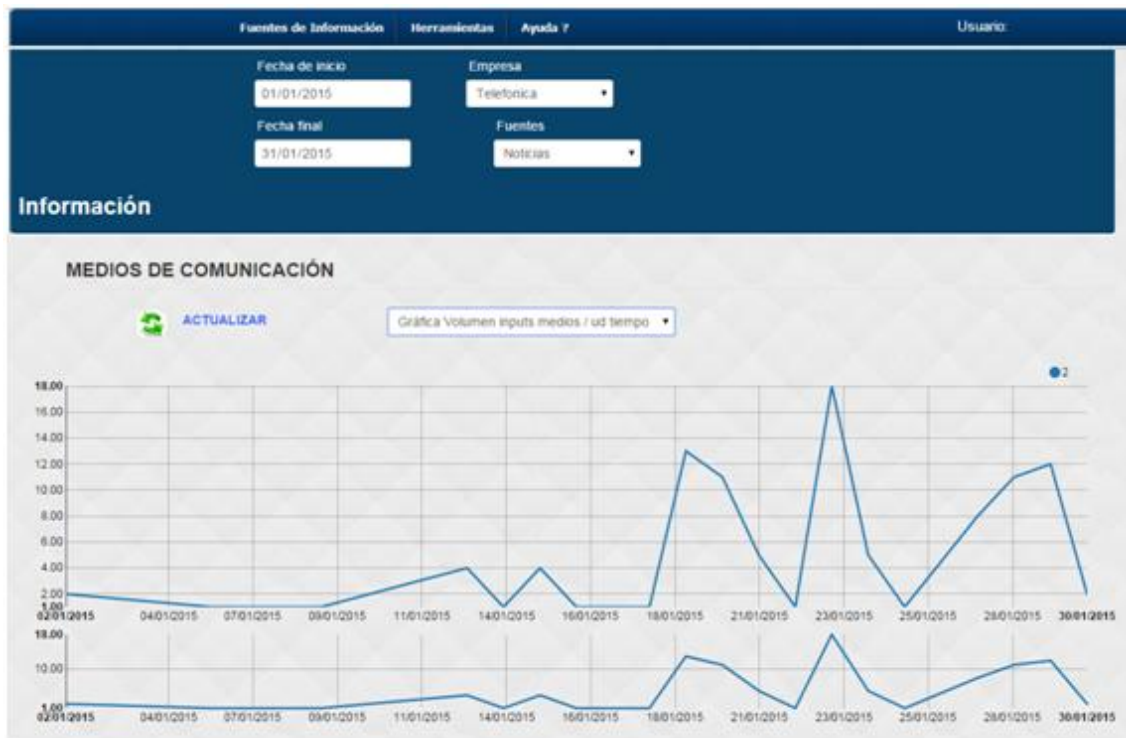 Fuentes de Información Herramientas Ayuda ? Usuario:
Fecha de inicio Empresa
01/01/2015 Telefonica
Fecha final Fuentes
31/01/2015 Noticias
Información
MEDIOS DE COMUNICACIÓN
ACTUALIZAR Gráfica Volumen inputs medios / ud tiempo
2
18.00
16.00
14.00
12.00
10.00
8.00
6.00
4.00
2.00
1.00
02/01/2015 04/01/2015 07/01/2015 09/01/2015 11/01/2015 14/01/2015 16/01/2015 18/01/2015 21/01/2015 23/01/2015 25/01/2015 28/01/2015 30/01/2015
18.00
10.00
1.00
02/01/2015 04/01/2015 07/01/2015 09/01/2015 11/01/2015 14/01/2015 16/01/2015 18/01/2015 21/01/2015 23/01/2015 25/01/2015 28/01/2015 30/01/2015